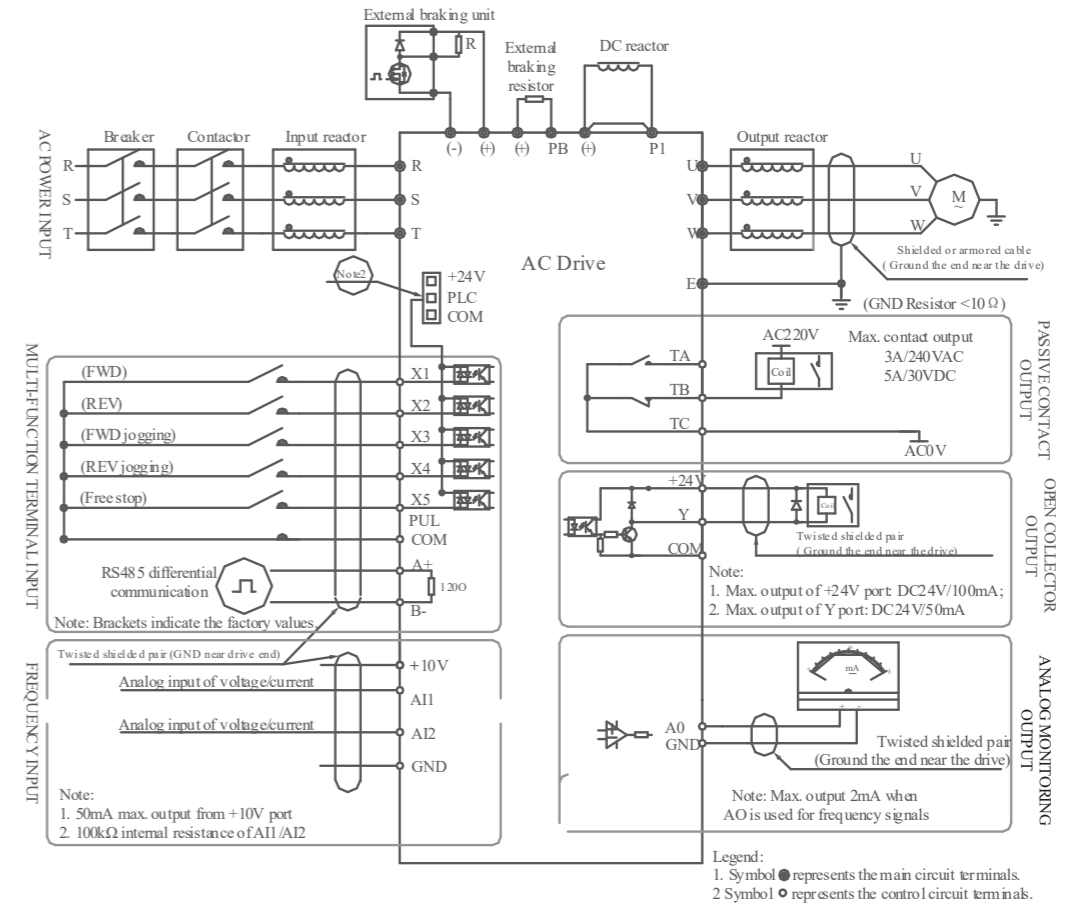 External braking unit
R
External
braking
resistor
DC reactor
(-)
(+)
(+)
PB
(+)
P1
AC POWER INPUT
Breaker
Contactor
Input reactor
R
S
T
R
S
T
Output reactor
U
V
W
U
V
W
M
~
Shielded or armored cable
( Ground the end near the drive)
E
(GND Resistor <10 Ω )
AC Drive
Note2
+24V
PLC
COM
MULTI-FUNCTION TERMINAL INPUT
(FWD)
(REV)
(FWD jogging)
(REV jogging)
(Free stop)
X1
X2
X3
X4
X5
PUL
COM
RS485 differential
communication
A+
120Ω
B-
Note: Brackets indicate the factory values.
FREQUENCY INPUT
Twisted shielded pair (GND near drive end)
Analog input of voltage/current
Analog input of voltage/current
+10V
AI1
AI2
GND
Note:
1. 50mA max. output from +10V port
2. 100kΩ internal resistance of AI1/AI2
PASSIVE CONTACT
OUTPUT
TA
TB
TC
AC220V
Coil
Max. contact output
3A/240VAC
5A/30VDC
AC0V
OPEN COLLECTOR
OUTPUT
+24V
Y
COM
Coil
Twisted shielded pair
( Ground the end near the drive)
Note:
1. Max. output of +24V port: DC24V/100mA;
2. Max. output of Y port: DC24V/50mA
ANALOG MONITORING
OUTPUT
mA
- +
+ -
A0
GND
Twisted shielded pair
(Ground the end near the drive)
Note: Max. output 2mA when
AO is used for frequency signals
Legend:
1. Symbol ● represents the main circuit terminals.
2 Symbol o represents the control circuit terminals.